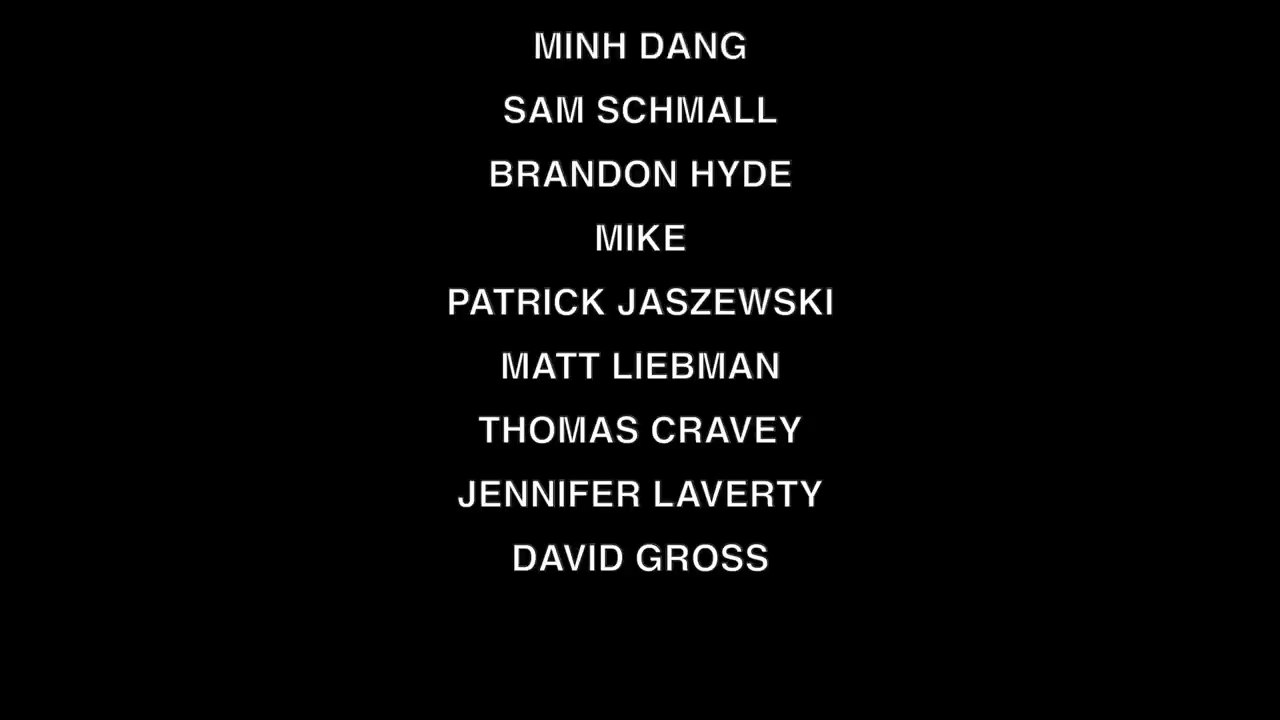 MINH DANG
SAM SCHMALL
BRANDON HYDE
MIKE
PATRICK JASZEWSKI
MATT LIEBMAN
THOMAS CRAVEY
JENNIFER LAVERTY
DAVID GROSS